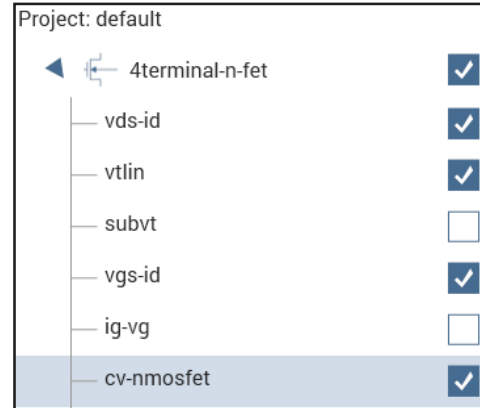 Project: default
4terminal-n-fet
vds-id
vtlin
subvt
vgs-id
ig-vg
cv-nmosfet